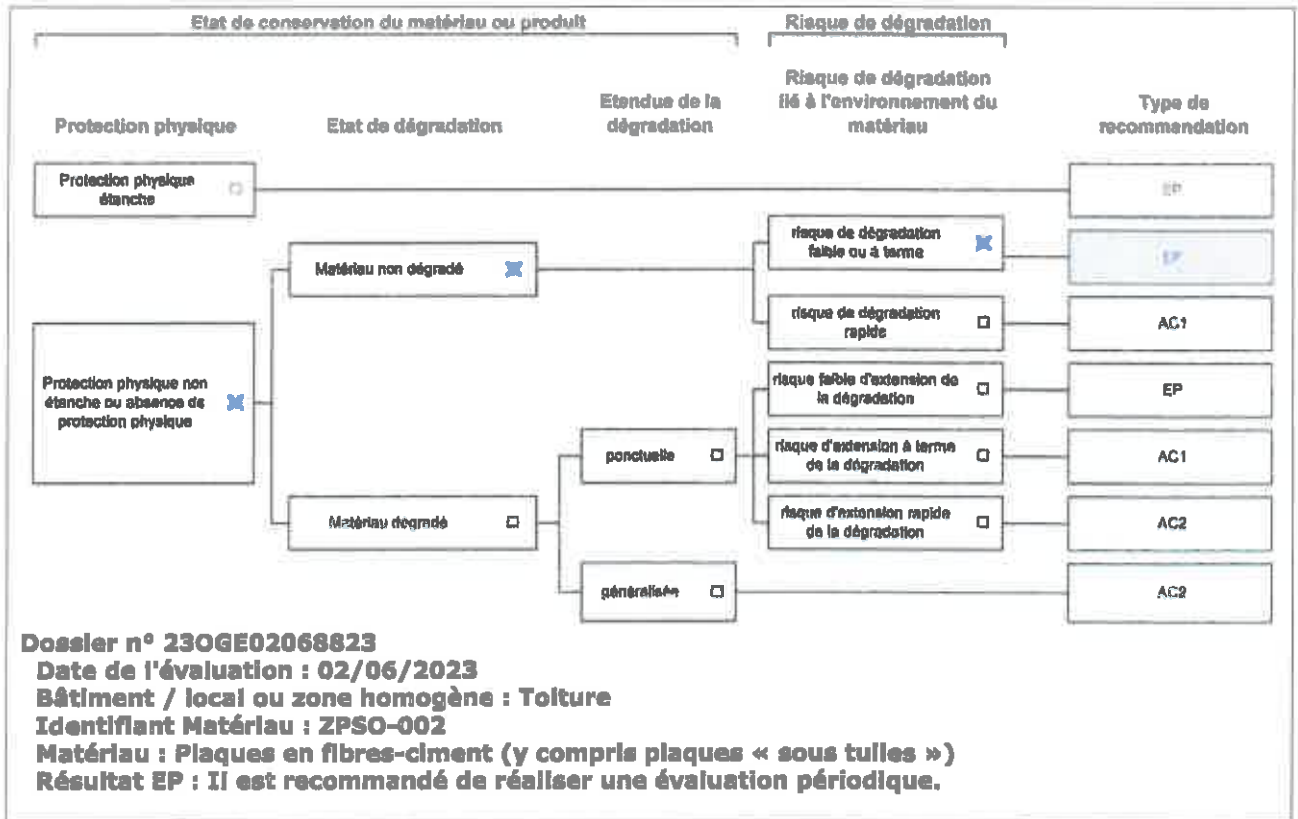 Etat de conservation du matériau ou produit
Risque de dégradation
Protection physique
Etat de dégradation
Etendue de la
dégradation
Risque de dégradation
lié à l'environnement du
matériau
Type de
recommandation
Protection physique
étanche
EP
Matériau non dégradé
risque de dégradation
faible ou à terme
EP
risque de dégradation
rapide
AC1
Protection physique non
étanche ou absence de
protection physique
risque faible d'extension de
la dégradation
EP
ponctuelle
risque d'extension à terme
de la dégradation
AC1
Matériau dégradé
risque d'extension rapide
de la dégradation
AC2
généralisée
AC2
Dossier n° 23OGE02068823
Date de l'évaluation : 02/06/2023
Bâtiment / local ou zone homogène : Toiture
Identifiant Matériau : ZPSO-002
Matériau : Plaques en fibres-ciment (y compris plaques « sous tuiles »)
Résultat EP : Il est recommandé de réaliser une évaluation périodique.